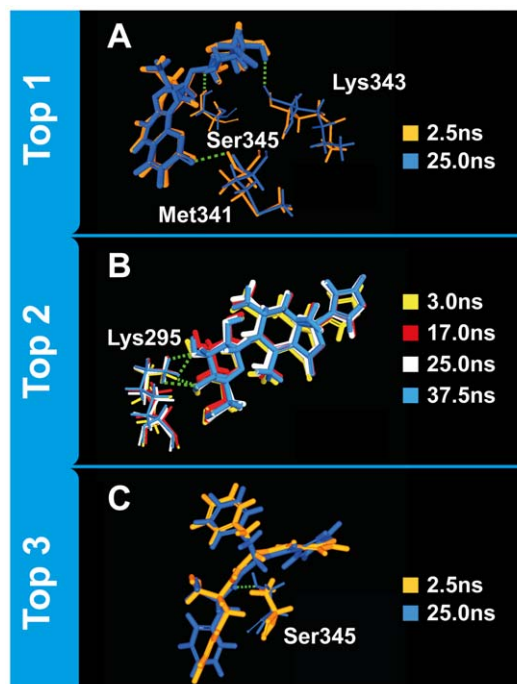 Top 1
A
Lys343
Ser345
Met341
2.5ns
25.0ns
Top 2
B
Lys295
3.0ns
17.0ns
25.0ns
37.5ns
Top 3
C
Ser345
2.5ns
25.0ns